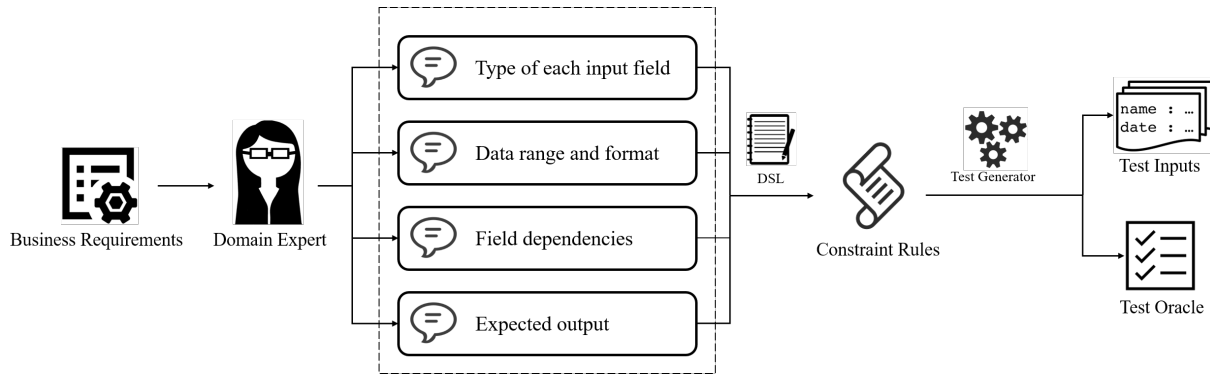 Business Requirements
Domain Expert
Type of each input field
Data range and format
Field dependencies
Expected output
DSL
Constraint Rules
Test Generator
name : …
date : …
Test Inputs
Test Oracle